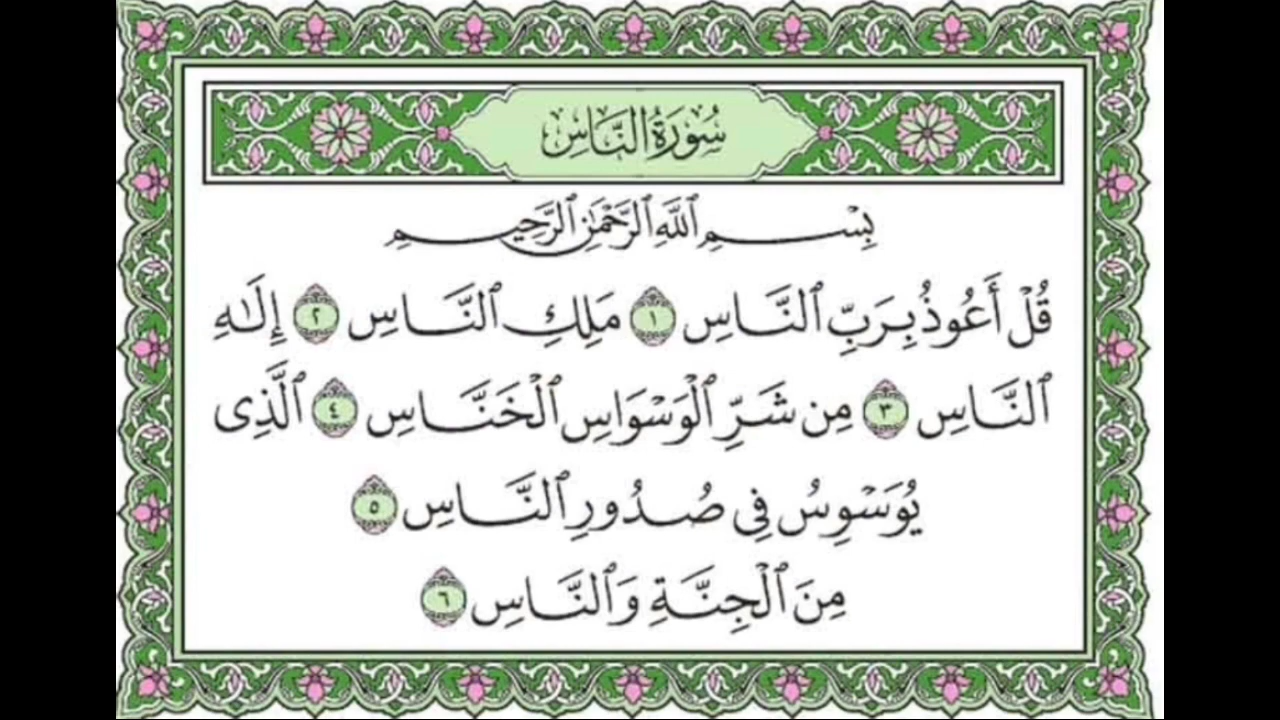 سُورَةُ النَّاسِ
بِسْمِ ٱللَّهِ ٱلرَّحْمَٰنِ ٱلرَّحِيمِ
قُلْ أَعُوذُ بِرَبِّ ٱلنَّاسِ ١ مَلِكِ ٱلنَّاسِ ٢ إِلَٰهِ
ٱلنَّاسِ ٣ مِن شَرِّ ٱلْوَسْوَاسِ ٱلْخَنَّاسِ ٤ ٱلَّذِى
يُوَسْوِسُ فِى صُدُورِ ٱلنَّاسِ ٥
مِنَ ٱلْجِنَّةِ وَٱلنَّاسِ ٦